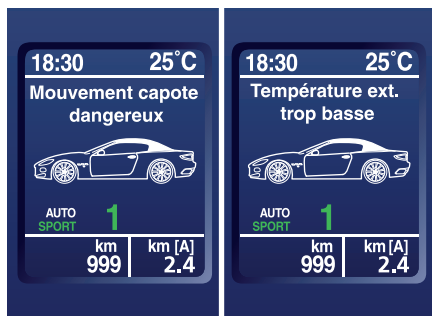 18:30 25°C
Mouvement capote
dangereux
AUTO
SPORT 1
km km [A]
999 2.4
18:30 25°C
Température ext.
trop basse
AUTO
SPORT 1
km km [A]
999 2.4